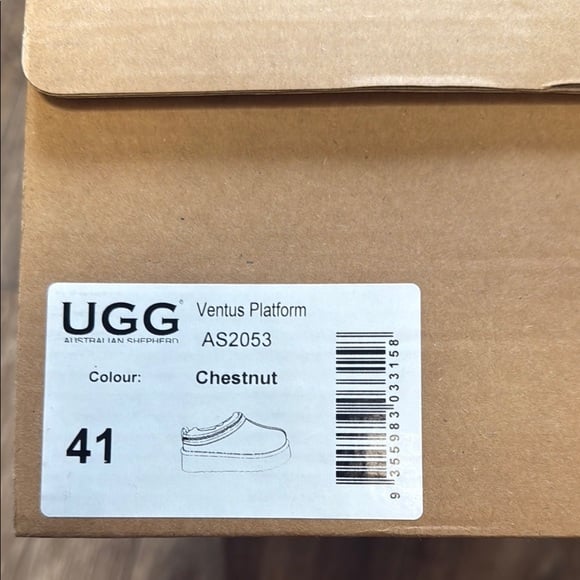 UGG®
AUSTRALIAN SHEPHERD
Ventus Platform
AS2053
Colour: Chestnut
41
9 355983 033158